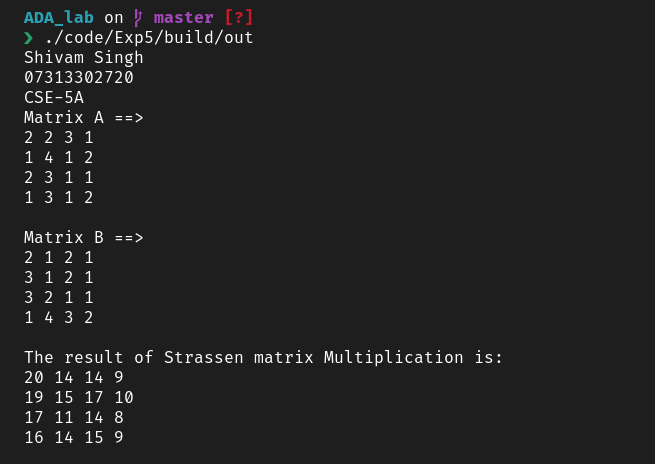 ADA_lab on master [?]
❯ ./code/Exp5/build/out
Shivam Singh
07313302720
CSE-5A
Matrix A ==>
2 2 3 1
1 4 1 2
2 3 1 1
1 3 1 2
Matrix B ==>
2 1 2 1
3 1 2 1
3 2 1 1
1 4 3 2
The result of Strassen matrix Multiplication is:
20 14 14 9
19 15 17 10
17 11 14 8
16 14 15 9